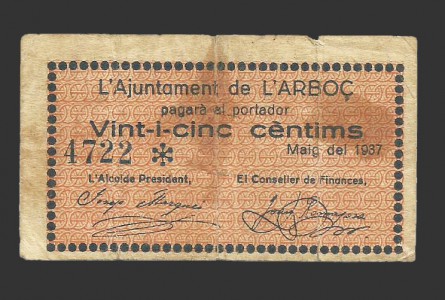 L'Ajuntament de L'ARBOÇ
pagarà al portador
Vint-i-cinc cèntims
4722 * Maig del 1937
L'Alcalde President, El Conseller de Finances,